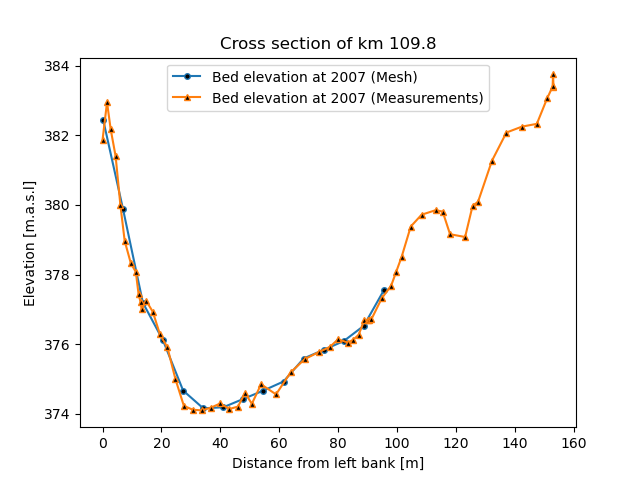 Cross section of km 109.8
Bed elevation at 2007 (Mesh)
Bed elevation at 2007 (Measurements)
Elevation [m.a.s.l]
384
382
380
378
376
374
0 20 40 60 80 100 120 140 160
Distance from left bank [m]